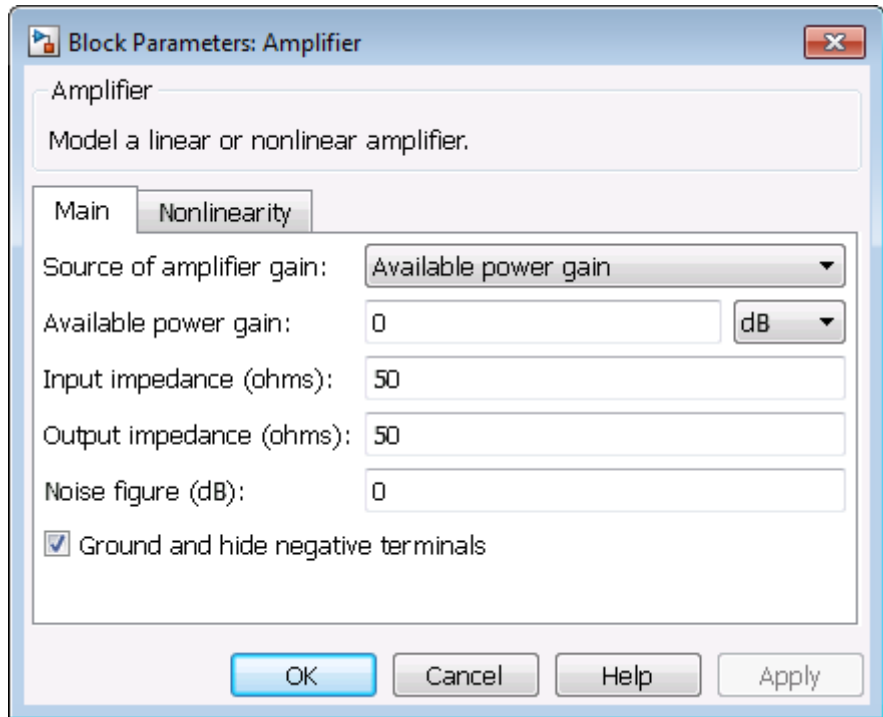 Block Parameters: Amplifier
Amplifier
Model a linear or nonlinear amplifier.
Main Nonlinearity
Source of amplifier gain: Available power gain
Available power gain: 0 dB
Input impedance (ohms): 50
Output impedance (ohms): 50
Noise figure (dB): 0
Ground and hide negative terminals
OK Cancel Help Apply